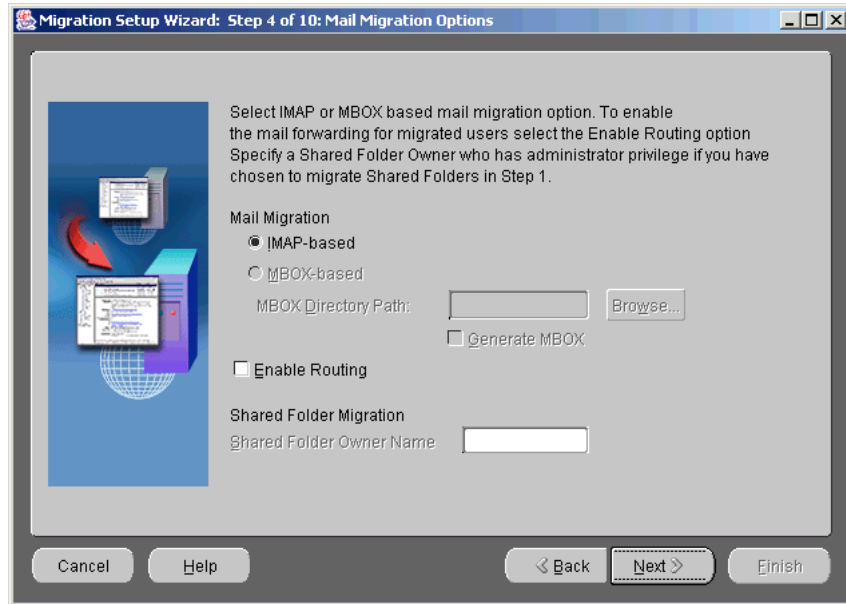 Migration Setup Wizard: Step 4 of 10: Mail Migration Options
Select IMAP or MBOX based mail migration option. To enable
the mail forwarding for migrated users select the Enable Routing option
Specify a Shared Folder Owner who has administrator privilege if you have
chosen to migrate Shared Folders in Step 1.
Mail Migration
IMAP-based
MBOX-based
MBOX Directory Path:
Browse...
Generate MBOX
Enable Routing
Shared Folder Migration
Shared Folder Owner Name
Cancel
Help
Back
Next
Finish